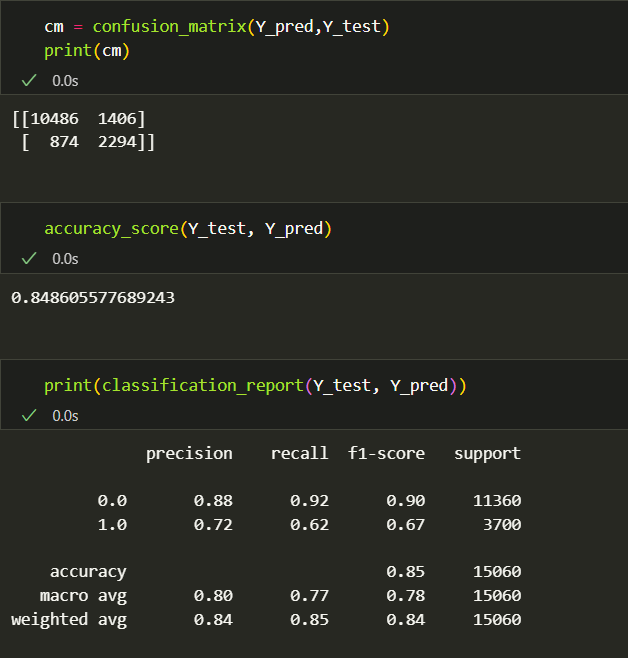 cm = confusion_matrix(Y_pred,Y_test)
print(cm)
0.0s
[[10486  1406]
 [  874  2294]]
accuracy_score(Y_test, Y_pred)
0.0s
0.848605577689243
print(classification_report(Y_test, Y_pred))
0.0s
              precision    recall  f1-score   support
         0.0       0.88      0.92      0.90     11360
         1.0       0.72      0.62      0.67      3700
    accuracy                           0.85     15060
   macro avg       0.80      0.77      0.78     15060
weighted avg       0.84      0.85      0.84     15060